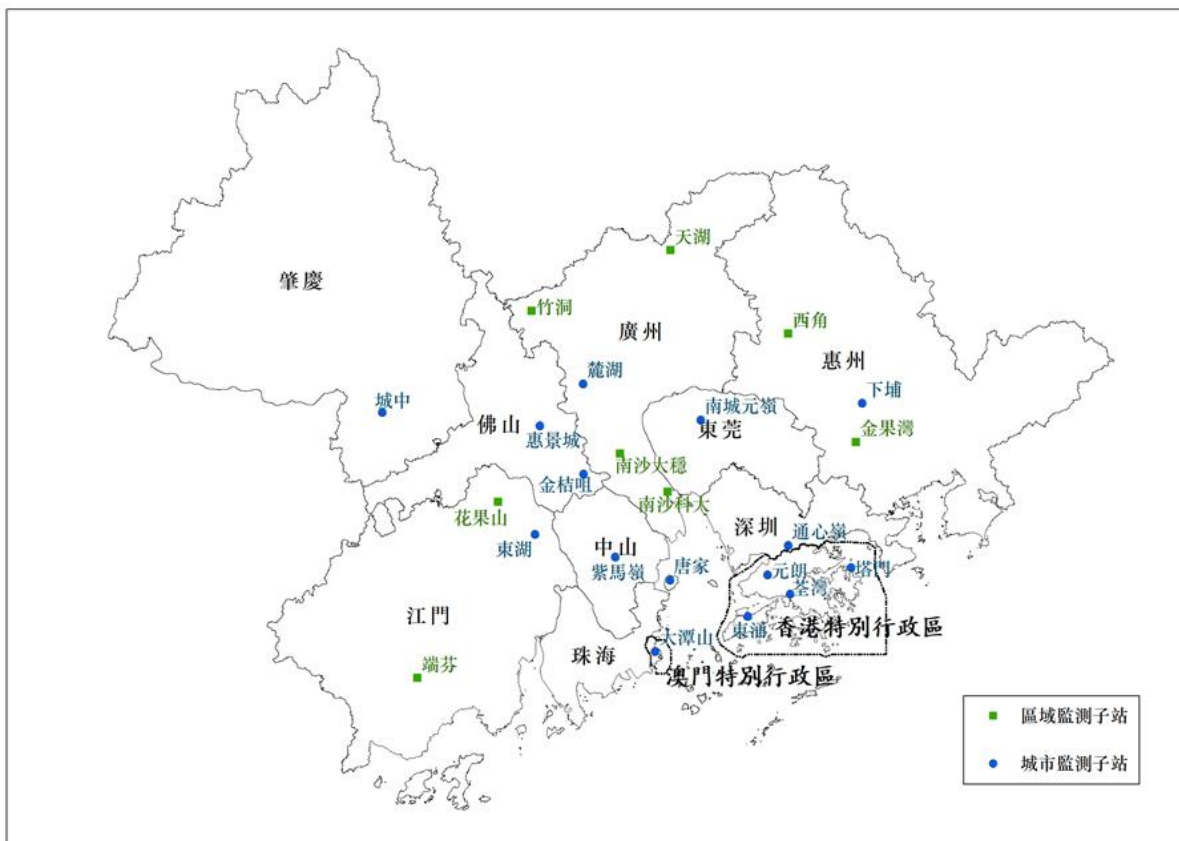 天湖
肇慶
竹洞
廣州
西角
惠州
麓湖
下埔
城中
南城元嶺
佛山
惠景城
東莞
金果灣
南沙大穩
金桔咀
南沙科大
花果山
深圳
通心嶺
東湖
中山
紫馬嶺
唐家
元朗
塔門
荃灣
江門
東涌
香港特別行政區
大潭山
珠海
端芬
澳門特別行政區
區域監測子站
城市監測子站